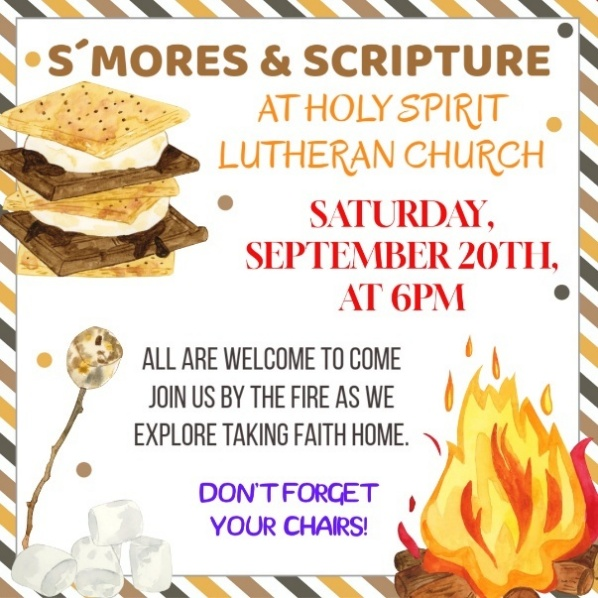 S´MORES & SCRIPTURE
AT HOLY SPIRIT
LUTHERAN CHURCH
SATURDAY,
SEPTEMBER 20TH,
AT 6PM
ALL ARE WELCOME TO COME
JOIN US BY THE FIRE AS WE
EXPLORE TAKING FAITH HOME.
DON'T FORGET
YOUR CHAIRS!